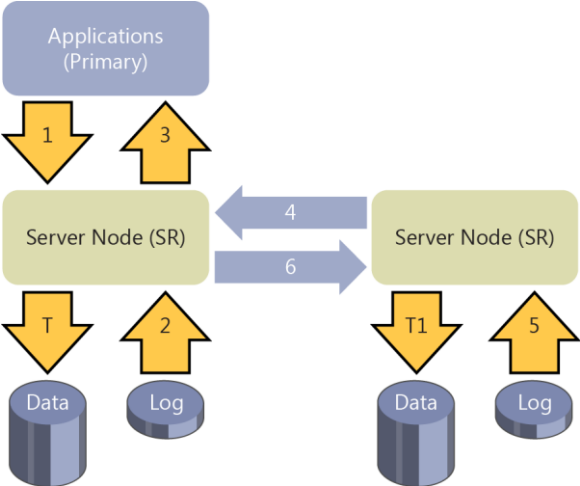 Applications
(Primary)
1
3
4
Server Node (SR)
Server Node (SR)
6
T
2
T1
5
Data
Log
Data
Log